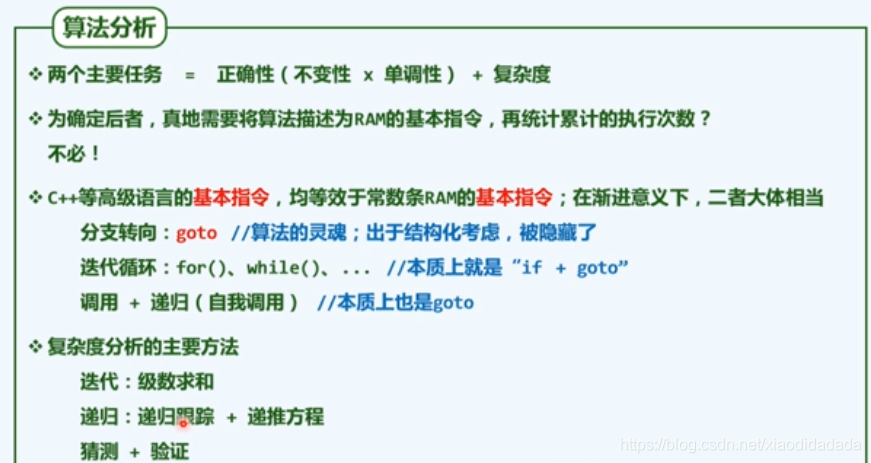 算法分析
❖两个主要任务 = 正确性(不变性 x 单调性) + 复杂度
❖为确定后者，真地需要将算法描述为RAM的基本指令，再统计累计的执行次数？
不必！
❖C++等高级语言的基本指令，均等效于常数条RAM的基本指令；在渐进意义下，二者大体相当
分支转向：goto //算法的灵魂；出于结构化考虑，被隐藏了
迭代循环：for()、while()、... //本质上就是“if + goto”
调用 + 递归(自我调用) //本质上也是goto
❖复杂度分析的主要方法
迭代：级数求和
递归：递归跟踪 + 递推方程
猜测 + 验证
https://blog.csdn.net/xiaodidadada